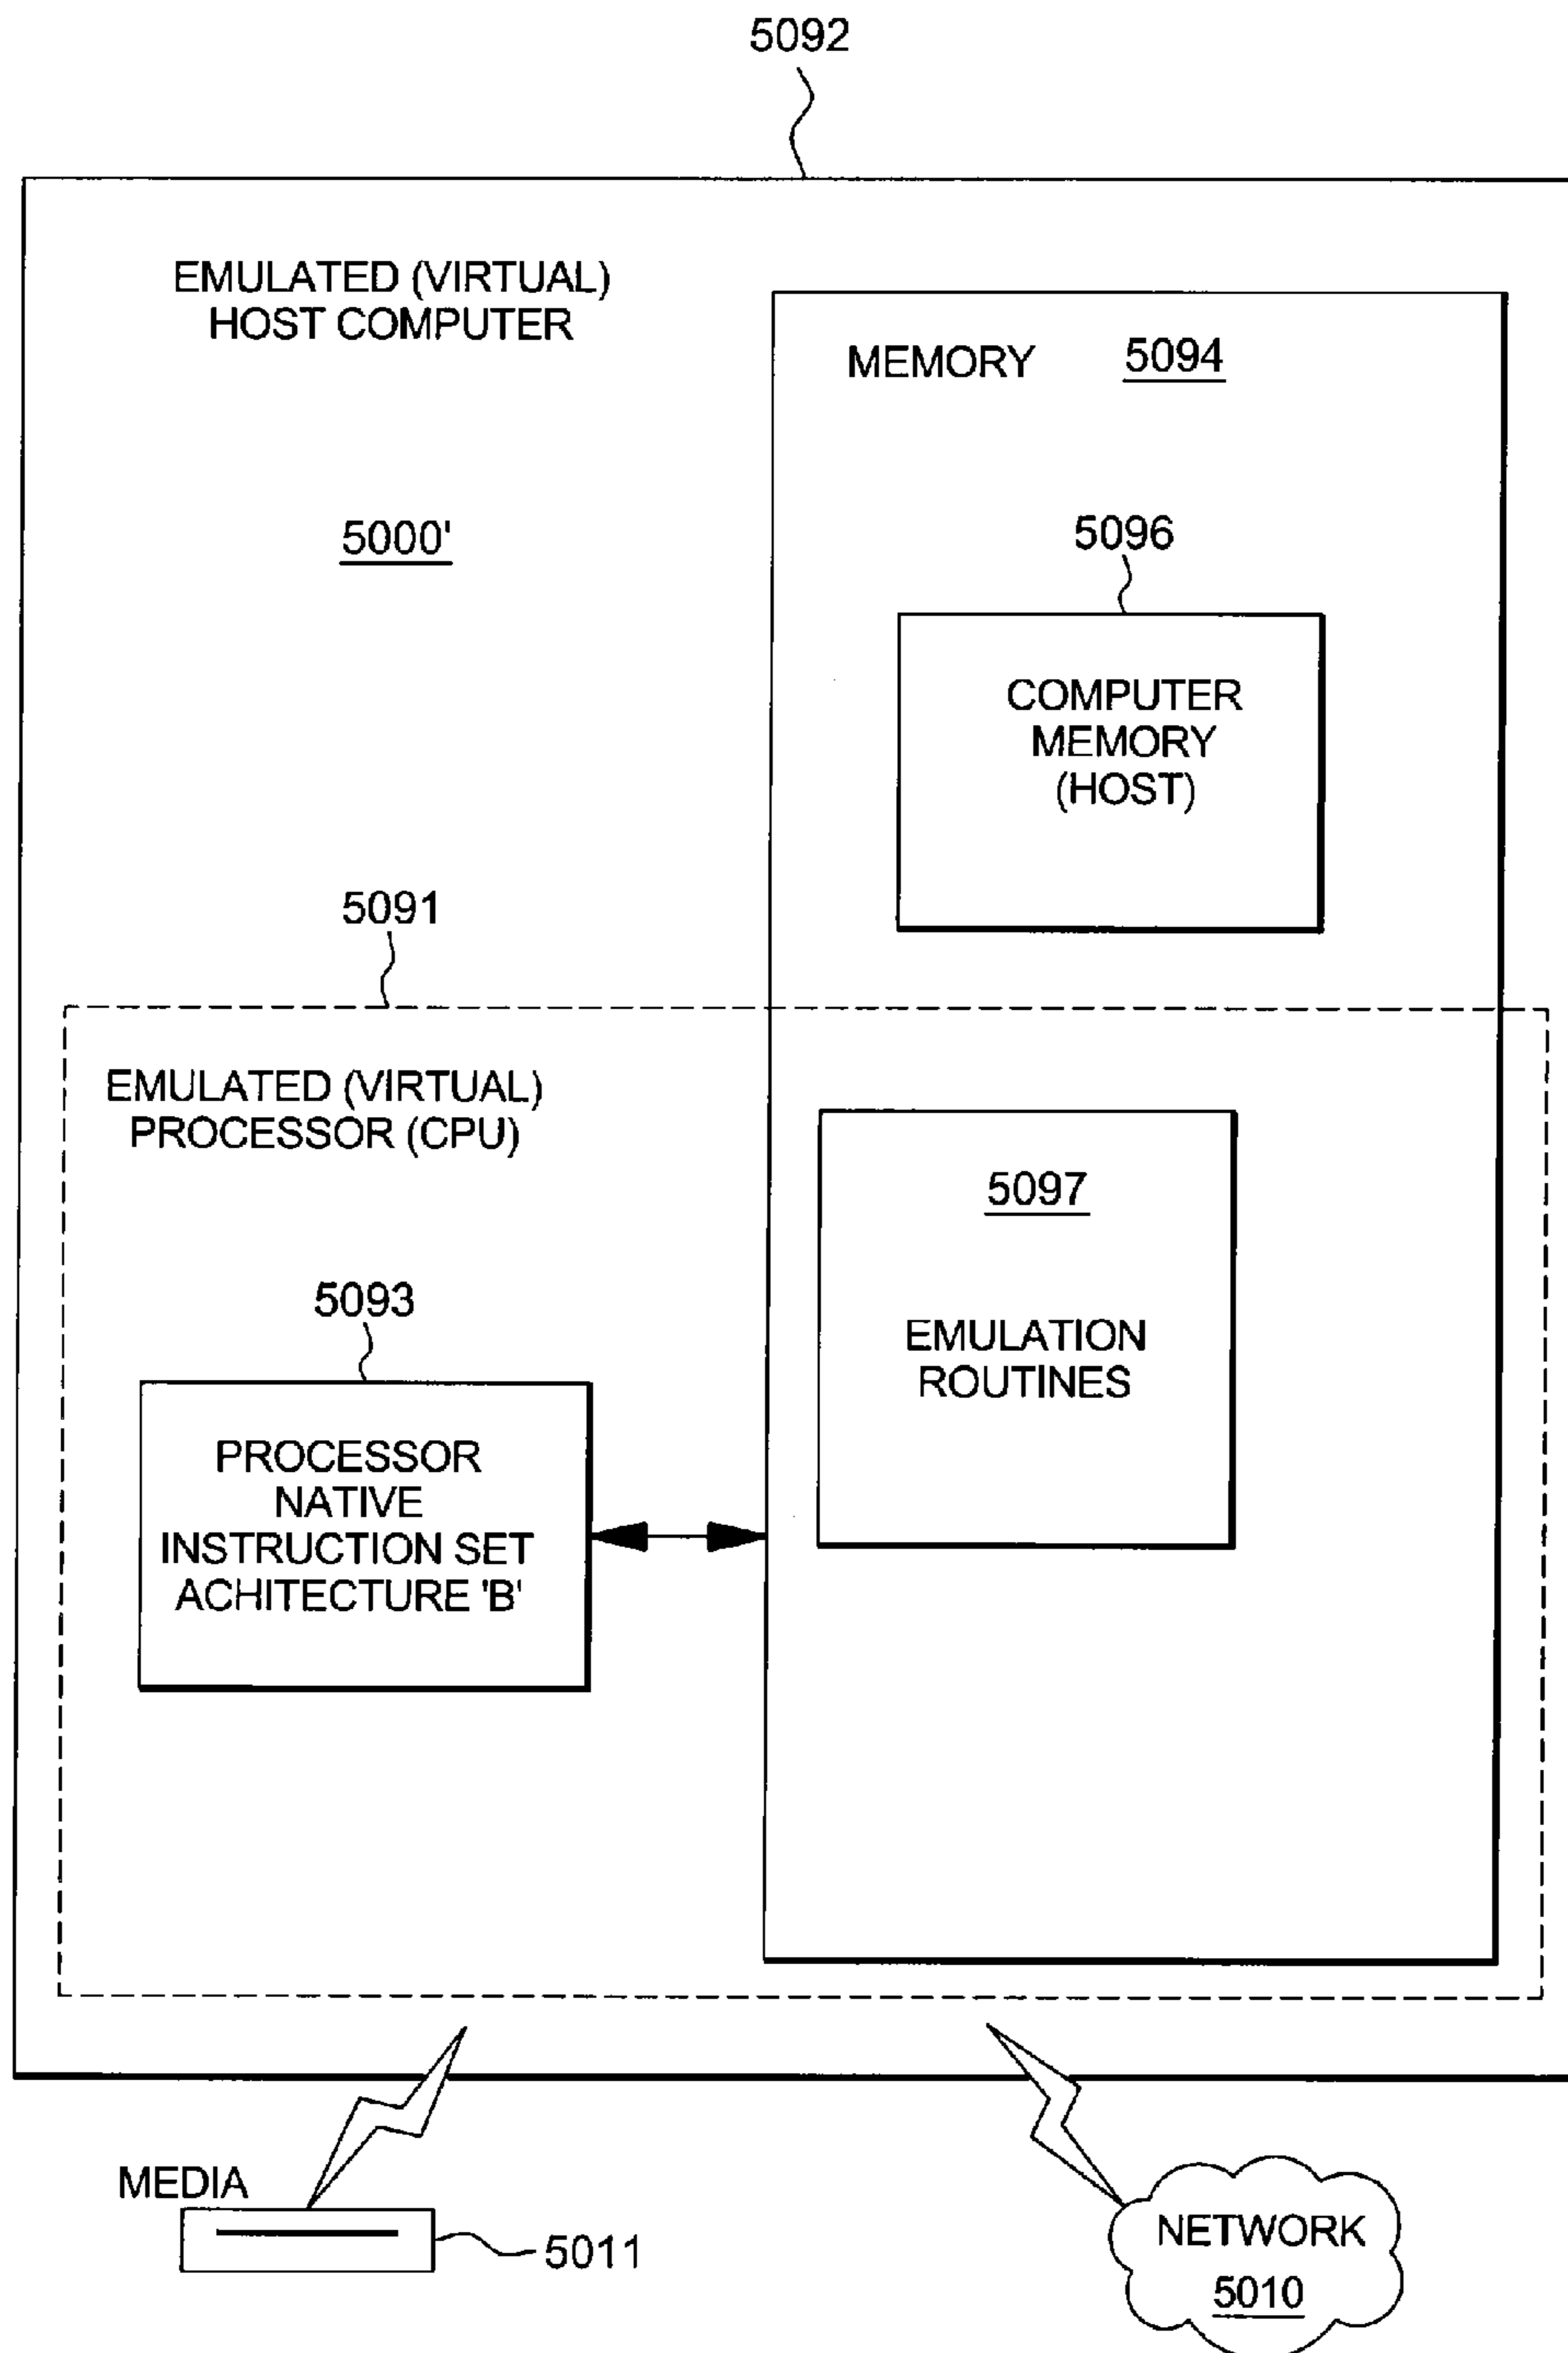 5092
EMULATED (VIRTUAL)
HOST COMPUTER
MEMORY 5094
5000'
5096
COMPUTER
MEMORY
(HOST)
5091
EMULATED (VIRTUAL)
PROCESSOR (CPU)
5097
EMULATION
ROUTINES
5093
PROCESSOR
NATIVE
INSTRUCTION SET
ACHITECTURE 'B'
MEDIA
5011
NETWORK
5010